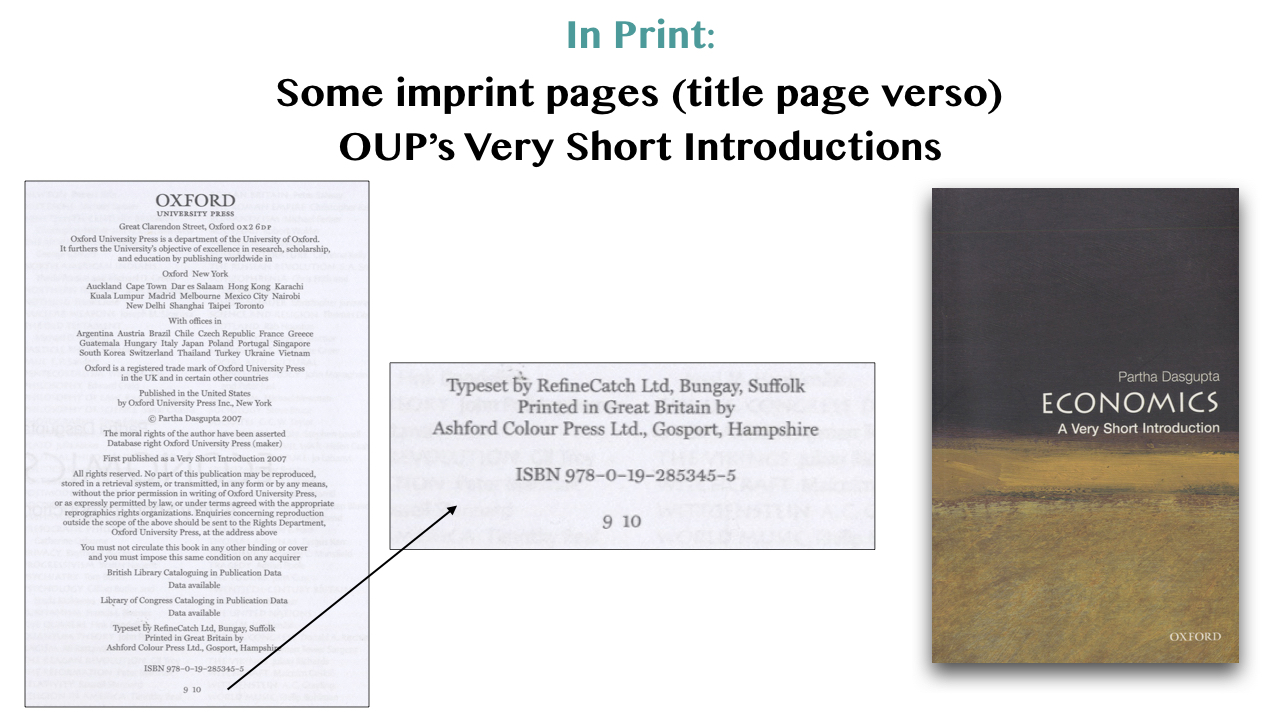 In Print:
Some imprint pages (title page verso)
OUP’s Very Short Introductions
OXFORD
UNIVERSITY PRESS
Great Clarendon Street, Oxford OX2 6DP
Oxford University Press is a department of the University of Oxford.
It furthers the University's objective of excellence in research, scholarship,
and education by publishing worldwide in
Oxford New York
Auckland Cape Town Dar es Salaam Hong Kong Karachi
Kuala Lumpur Madrid Melbourne Mexico City Nairobi
New Delhi Shanghai Taipei Toronto
With offices in
Argentina Austria Brazil Chile Czech Republic France Greece
Guatemala Hungary Italy Japan Poland Portugal Singapore
South Korea Switzerland Thailand Turkey Ukraine Vietnam
Oxford is a registered trade mark of Oxford University Press
in the UK and in certain other countries
Published in the United States
by Oxford University Press Inc., New York
© Partha Dasgupta 2007
The moral rights of the author have been asserted
Database right Oxford University Press (maker)
First published as a Very Short Introduction 2007
All rights reserved. No part of this publication may be reproduced,
stored in a retrieval system, or transmitted, in any form or by any means,
without the prior permission in writing of Oxford University Press,
or as expressly permitted by law, or under terms agreed with the appropriate
reprographics rights organizations. Enquiries concerning reproduction
outside the scope of the above should be sent to the Rights Department,
Oxford University Press, at the address above
You must not circulate this book in any other binding or cover
and you must impose this same condition on any acquirer
British Library Cataloguing in Publication Data
Data available
Library of Congress Cataloging in Publication Data
Data available
Typeset by RefineCatch Ltd, Bungay, Suffolk
Printed in Great Britain by
Ashford Colour Press Ltd., Gosport, Hampshire
ISBN 978–0–19–285345–5
9 10
Typeset by RefineCatch Ltd, Bungay, Suffolk
Printed in Great Britain by
Ashford Colour Press Ltd., Gosport, Hampshire
ISBN 978–0–19–285345–5
9 10
Partha Dasgupta
ECONOMICS
A Very Short Introduction
OXFORD